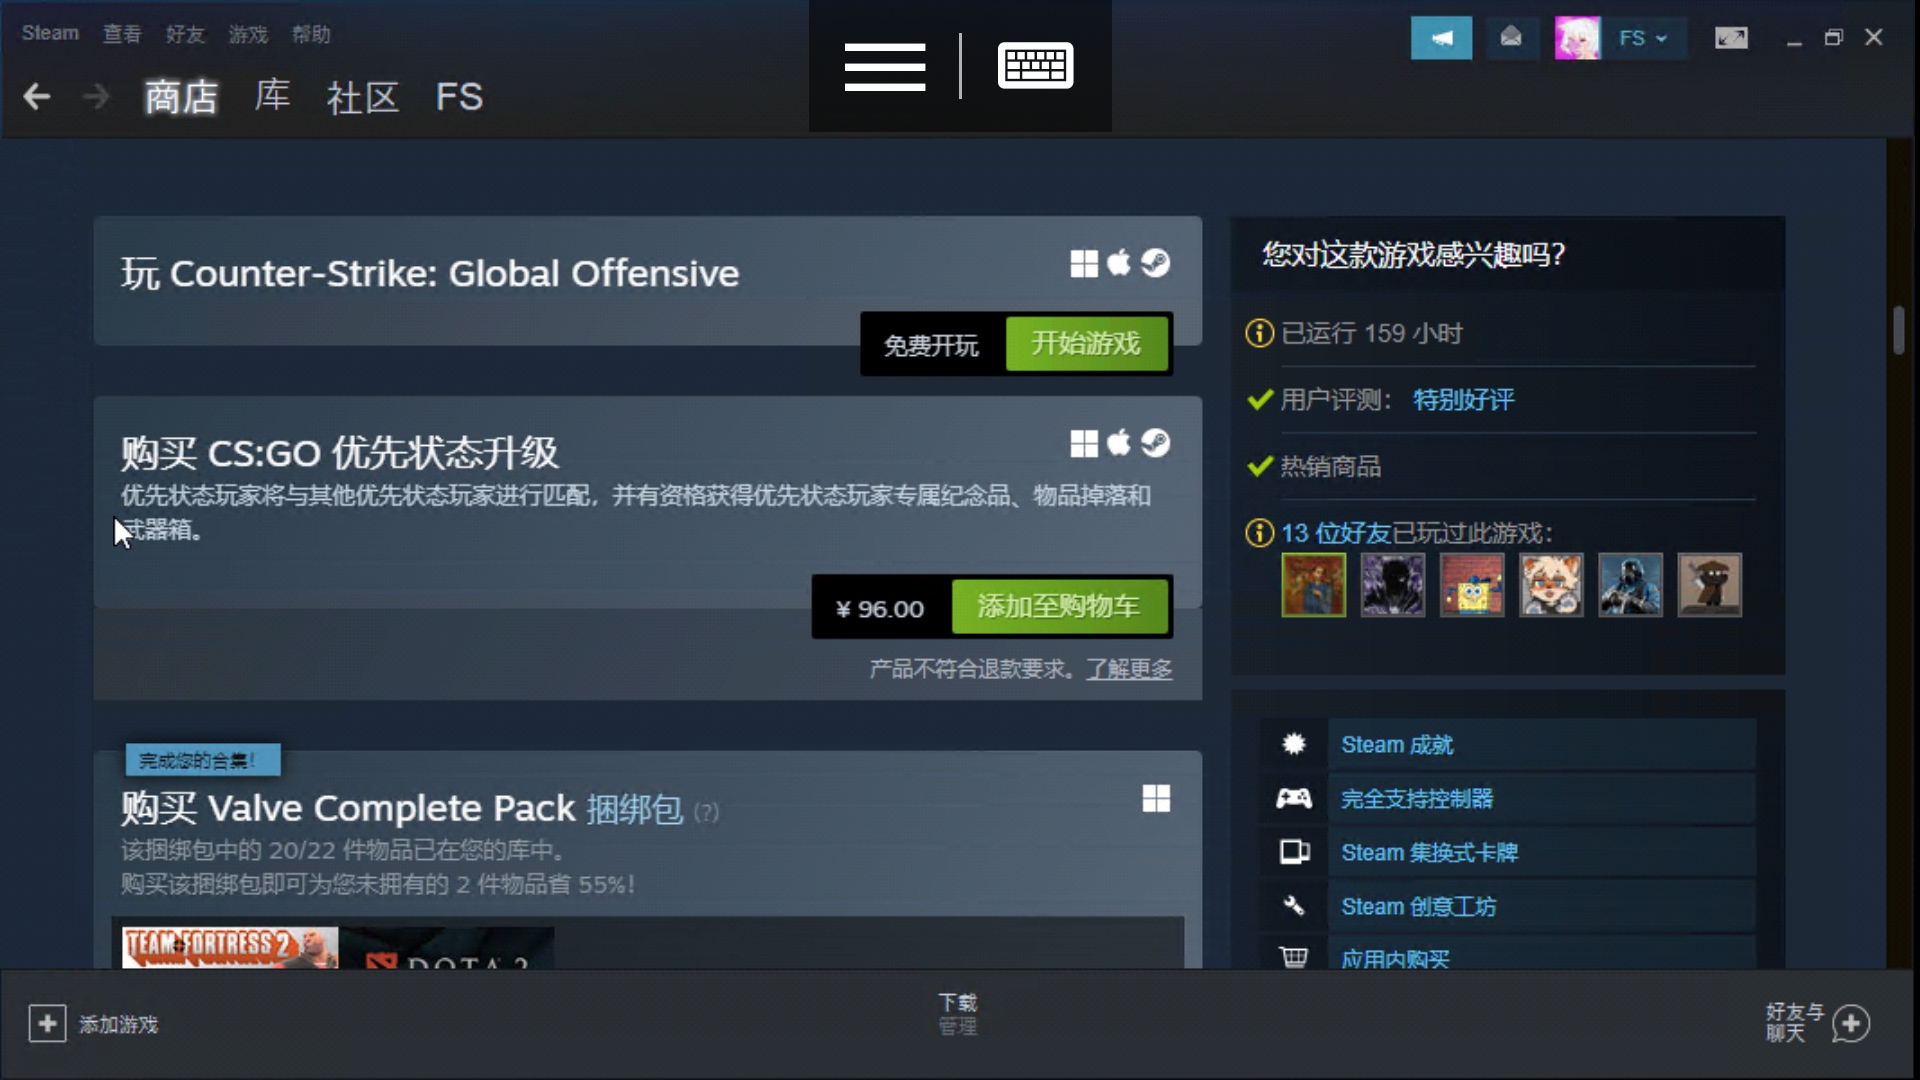 Steam 查看 好友 游戏 帮助
FS
商店 库 社区 FS
玩 Counter-Strike: Global Offensive
免费开玩 开始游戏
购买 CS:GO 优先状态升级
优先状态玩家将与其他优先状态玩家进行匹配，并有资格获得优先状态玩家专属纪念品、物品掉落和
武器箱。
¥ 96.00 添加至购物车
产品不符合退款要求。了解更多
完成您的合集！
购买 Valve Complete Pack 捆绑包 (?)
该捆绑包中的 20/22 件物品已在您的库中。
购买该捆绑包即可为您未拥有的 2 件物品省 55%！
TEAM FORTRESS 2
DOTA 2
您对这款游戏感兴趣吗？
已运行 159 小时
用户评测： 特别好评
热销商品
13 位好友已玩过此游戏：
Steam 成就
完全支持控制器
Steam 集换式卡牌
Steam 创意工坊
应用内购买
添加游戏
下载
管理
好友与
聊天